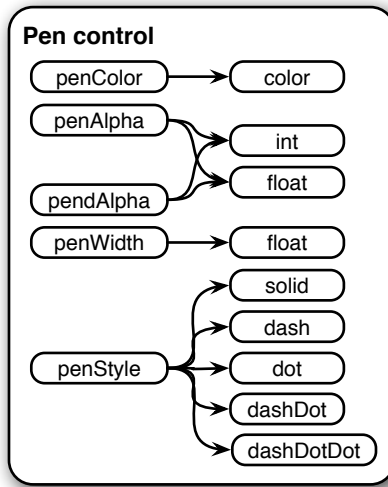 Pen control
penColor
color
penAlpha
int
float
pendAlpha
penWidth
float
solid
dash
penStyle
dot
dashDot
dashDotDot